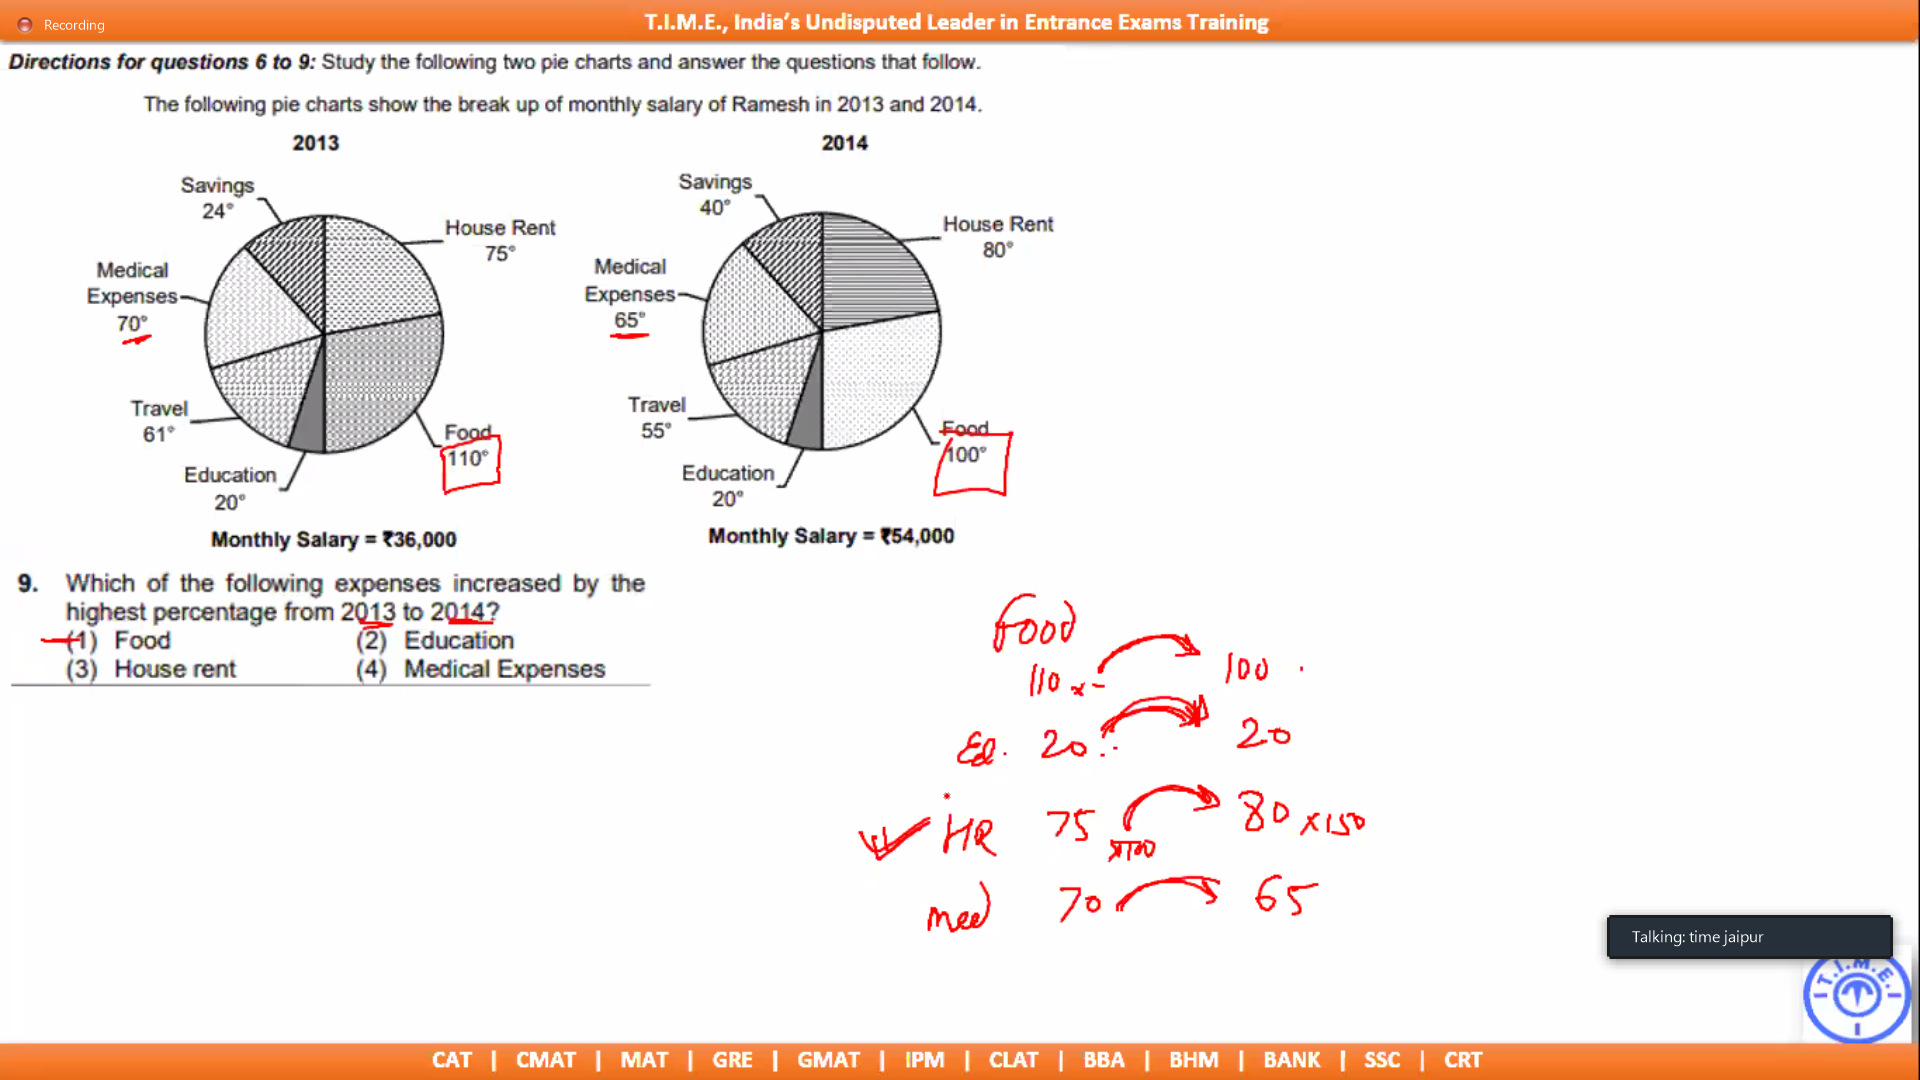 Recording
T.I.M.E., India's Undisputed Leader in Entrance Exams Training
Directions for questions 6 to 9: Study the following two pie charts and answer the questions that follow.
The following pie charts show the break up of monthly salary of Ramesh in 2013 and 2014.
2013
Savings
24°
House Rent
75°
Medical
Expenses
70°
Travel
61°
Food
110°
Education
20°
Monthly Salary = ₹36,000
2014
Savings
40°
House Rent
80°
Medical
Expenses
65°
Travel
55°
Food
100°
Education
20°
Monthly Salary = ₹54,000
9. Which of the following expenses increased by the
highest percentage from 2013 to 2014?
(1) Food (2) Education
(3) House rent (4) Medical Expenses
Food
110 x 100
Ed. 20 20
HR 75 x100 80 x150
med 70 65
Talking: time jaipur
T.I.M.E.
CAT | CMAT | MAT | GRE | GMAT | IPM | CLAT | BBA | BHM | BANK | SSC | CRT